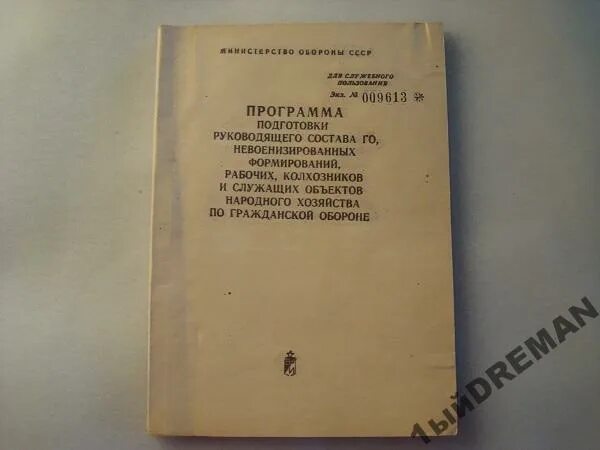 МИНИСТЕРСТВО ОБОРОНЫ СССР
ДЛЯ СЛУЖЕБНОГО
ПОЛЬЗОВАНИЯ
Экз. № 009613 *
ПРОГРАММА
ПОДГОТОВКИ
РУКОВОДЯЩЕГО СОСТАВА ГО,
НЕВОЕНИЗИРОВАННЫХ
ФОРМИРОВАНИЙ,
РАБОЧИХ, КОЛХОЗНИКОВ
И СЛУЖАЩИХ ОБЪЕКТОВ
НАРОДНОГО ХОЗЯЙСТВА
ПО ГРАЖДАНСКОЙ ОБОРОНЕ
1ыйDREMAN